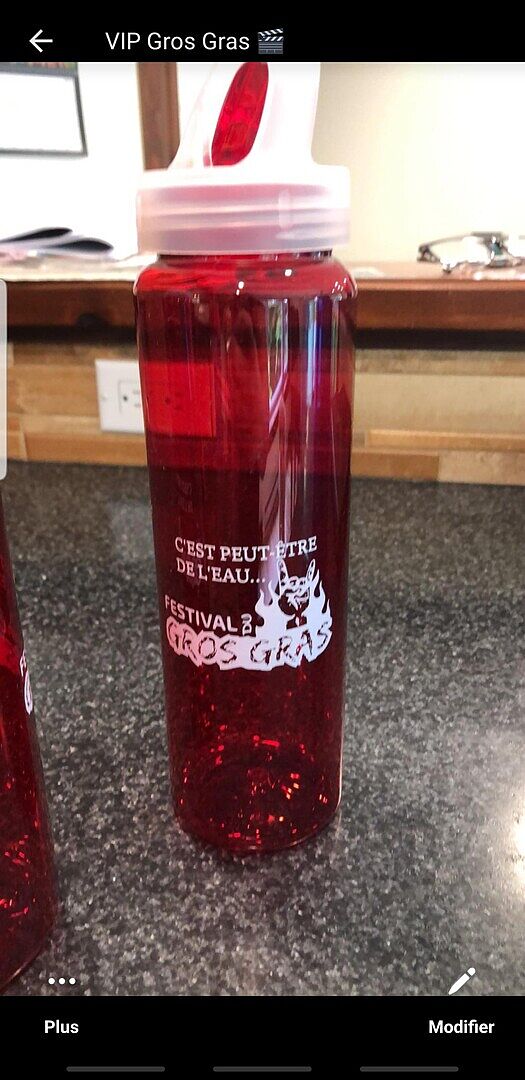 VIP Gros Gras 🎬
C'EST PEUT-ÊTRE
DE L'EAU...
FESTIVAL
DU
GROS GRAS
Plus
Modifier